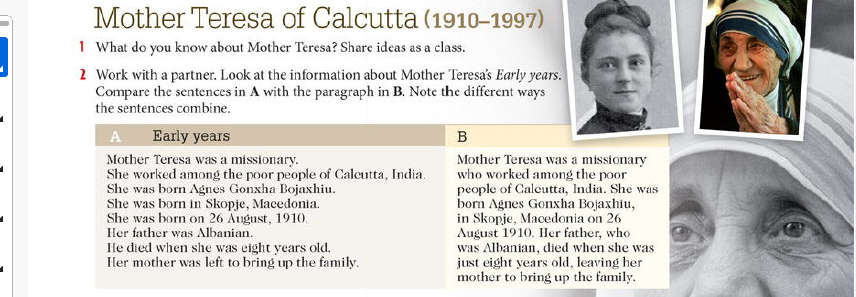 Mother Teresa of Calcutta (1910–1997)
1 What do you know about Mother Teresa? Share ideas as a class.
2 Work with a partner. Look at the information about Mother Teresa's Early years.
Compare the sentences in A with the paragraph in B. Note the different ways
the sentences combine.
A Early years
Mother Teresa was a missionary.
She worked among the poor people of Calcutta, India.
She was born Agnes Gonxha Bojaxhiu.
She was born in Skopje, Macedonia.
She was born on 26 August, 1910.
Her father was Albanian.
He died when she was eight years old.
Her mother was left to bring up the family.
B
Mother Teresa was a missionary
who worked among the poor
people of Calcutta, India. She was
born Agnes Gonxha Bojaxhiu,
in Skopje, Macedonia on 26
August 1910. Her father, who
was Albanian, died when she was
just eight years old, leaving her
mother to bring up the family.